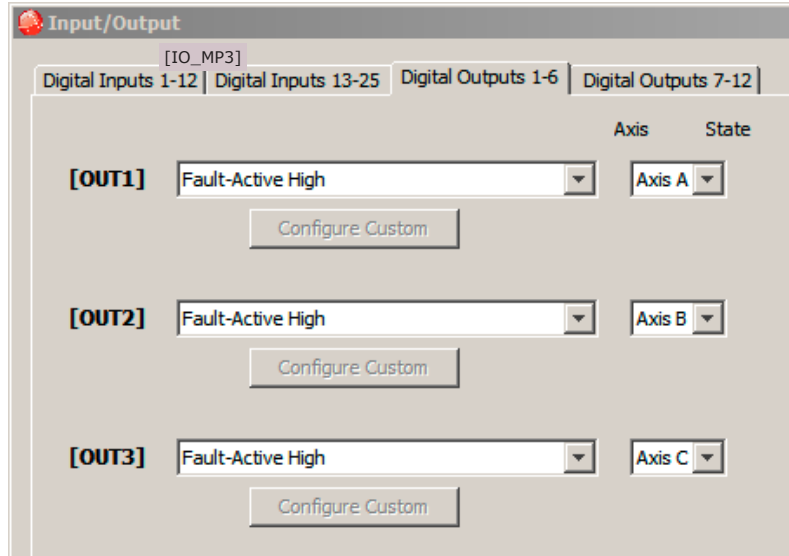 Input/Output
[IO_MP3]
Digital Inputs 1-12 Digital Inputs 13-25 Digital Outputs 1-6 Digital Outputs 7-12
Axis State
[OUT1] Fault-Active High Axis A
Configure Custom
[OUT2] Fault-Active High Axis B
Configure Custom
[OUT3] Fault-Active High Axis C
Configure Custom